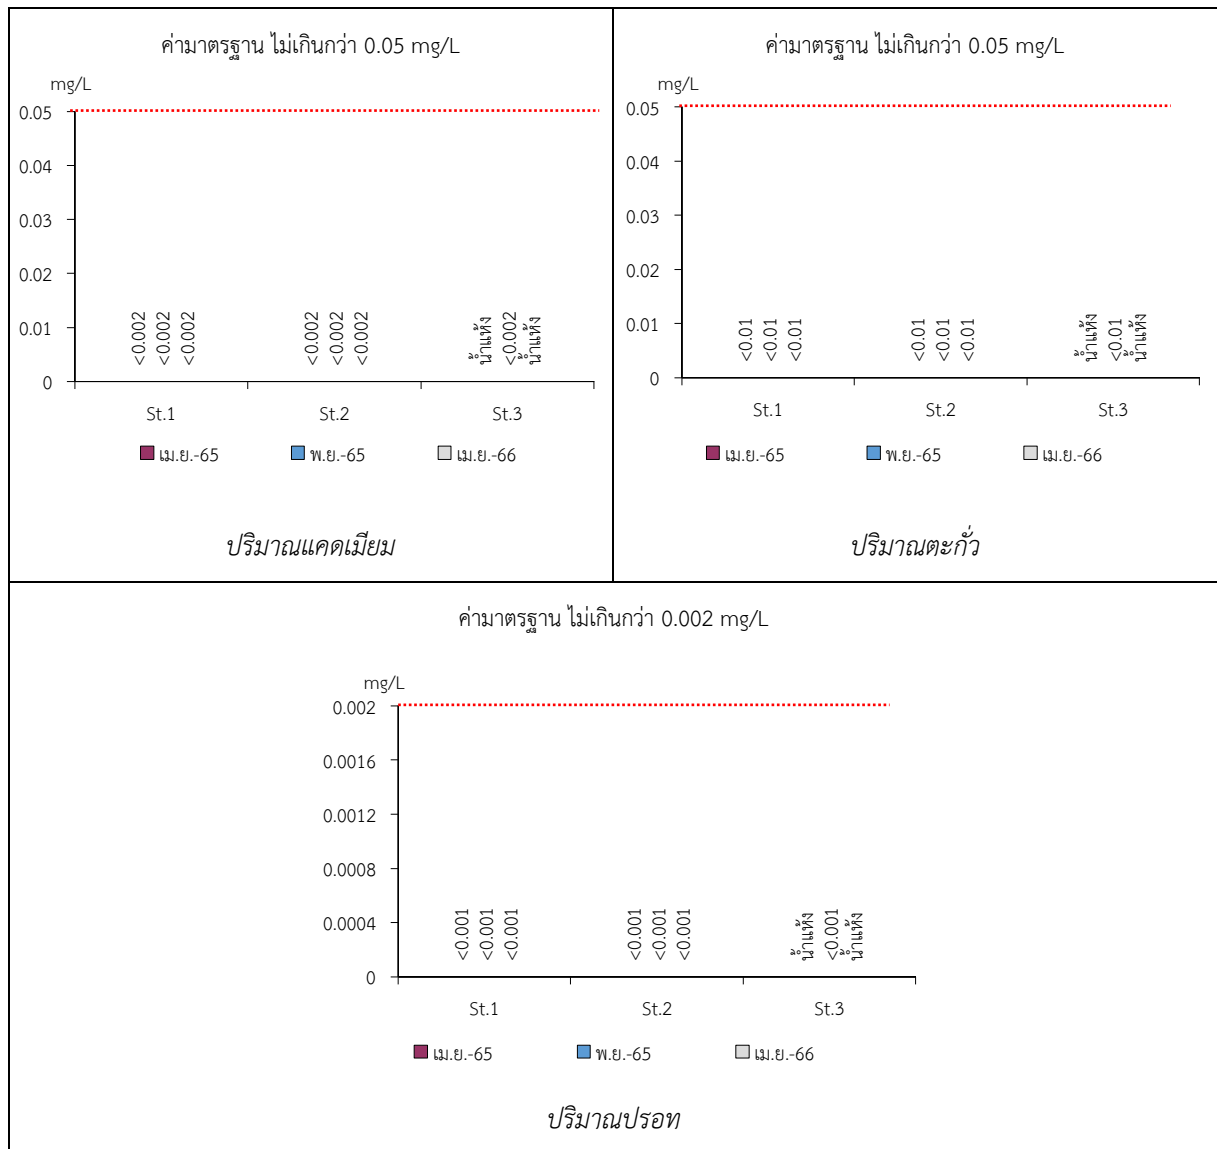 ค่ามาตรฐาน ไม่เกินกว่า 0.05 mg/L
mg/L
0.05
0.04
0.03
0.02
0.01
0
<0.002
<0.002
<0.002
<0.002
<0.002
<0.002
น้ำแห้ง
<0.002
น้ำแห้ง
St.1
St.2
St.3
เม.ย.-65
พ.ย.-65
เม.ย.-66
ปริมาณแคดเมียม
ค่ามาตรฐาน ไม่เกินกว่า 0.05 mg/L
mg/L
0.05
0.04
0.03
0.02
0.01
0
<0.01
<0.01
<0.01
<0.01
<0.01
<0.01
น้ำแห้ง
<0.01
น้ำแห้ง
St.1
St.2
St.3
เม.ย.-65
พ.ย.-65
เม.ย.-66
ปริมาณตะกั่ว
ค่ามาตรฐาน ไม่เกินกว่า 0.002 mg/L
mg/L
0.002
0.0016
0.0012
0.0008
0.0004
0
<0.001
<0.001
<0.001
<0.001
<0.001
<0.001
น้ำแห้ง
<0.001
น้ำแห้ง
St.1
St.2
St.3
เม.ย.-65
พ.ย.-65
เม.ย.-66
ปริมาณปรอท